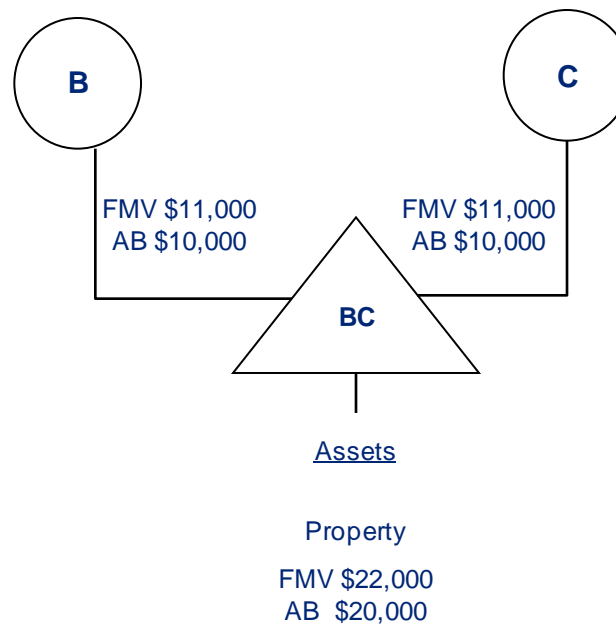 B
C
FMV $11,000
AB $10,000
FMV $11,000
AB $10,000
BC
Assets
Property
FMV $22,000
AB $20,000